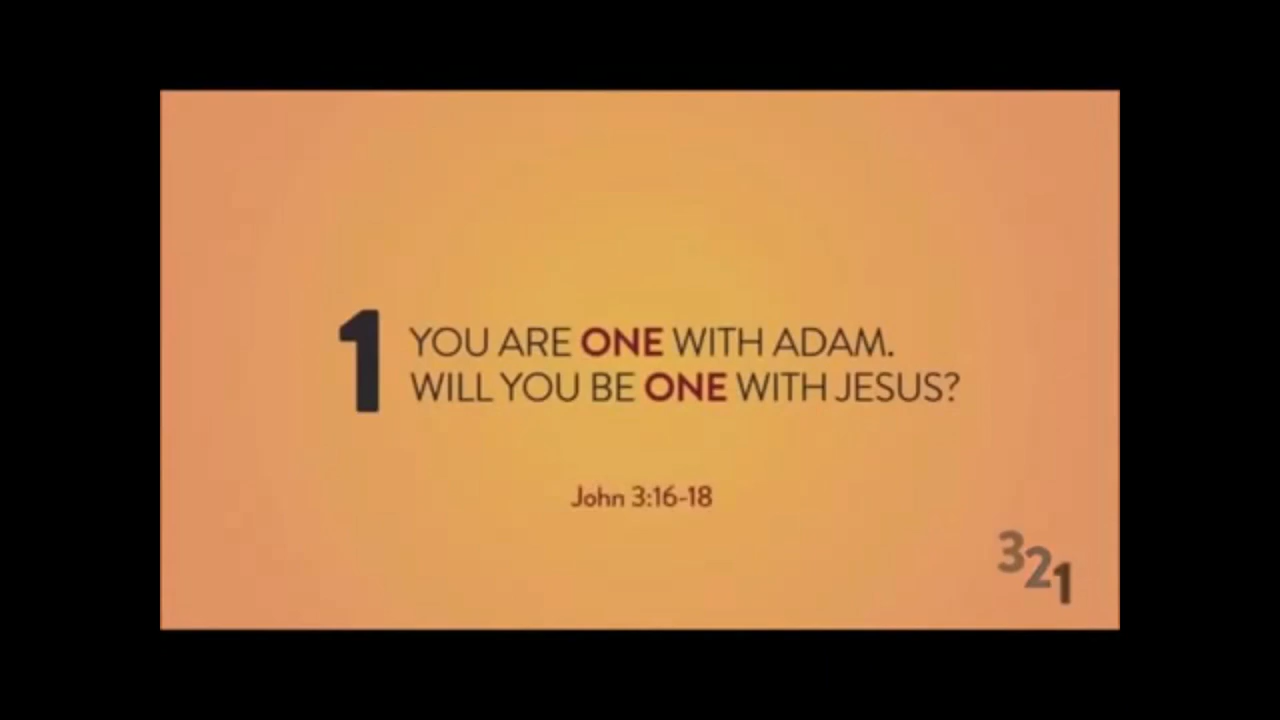 1
YOU ARE ONE WITH ADAM.
WILL YOU BE ONE WITH JESUS?
John 3:16-18
321